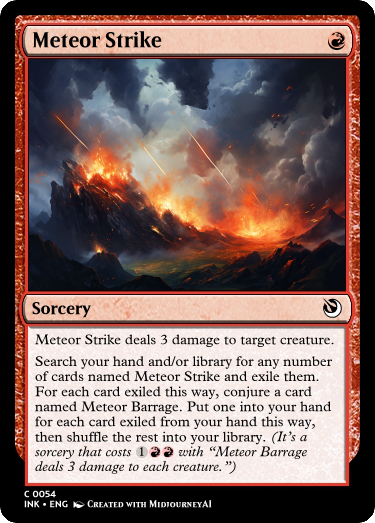 Meteor Strike
Sorcery
Meteor Strike deals 3 damage to target creature.
Search your hand and/or library for any number
of cards named Meteor Strike and exile them.
For each card exiled this way, conjure a card
named Meteor Barrage. Put one into your hand
for each card exiled from your hand this way,
then shuffle the rest into your library. (It's a
sorcery that costs 1 with “Meteor Barrage
deals 3 damage to each creature.”)
C 0054
INK • ENG Created with MidjourneyAI